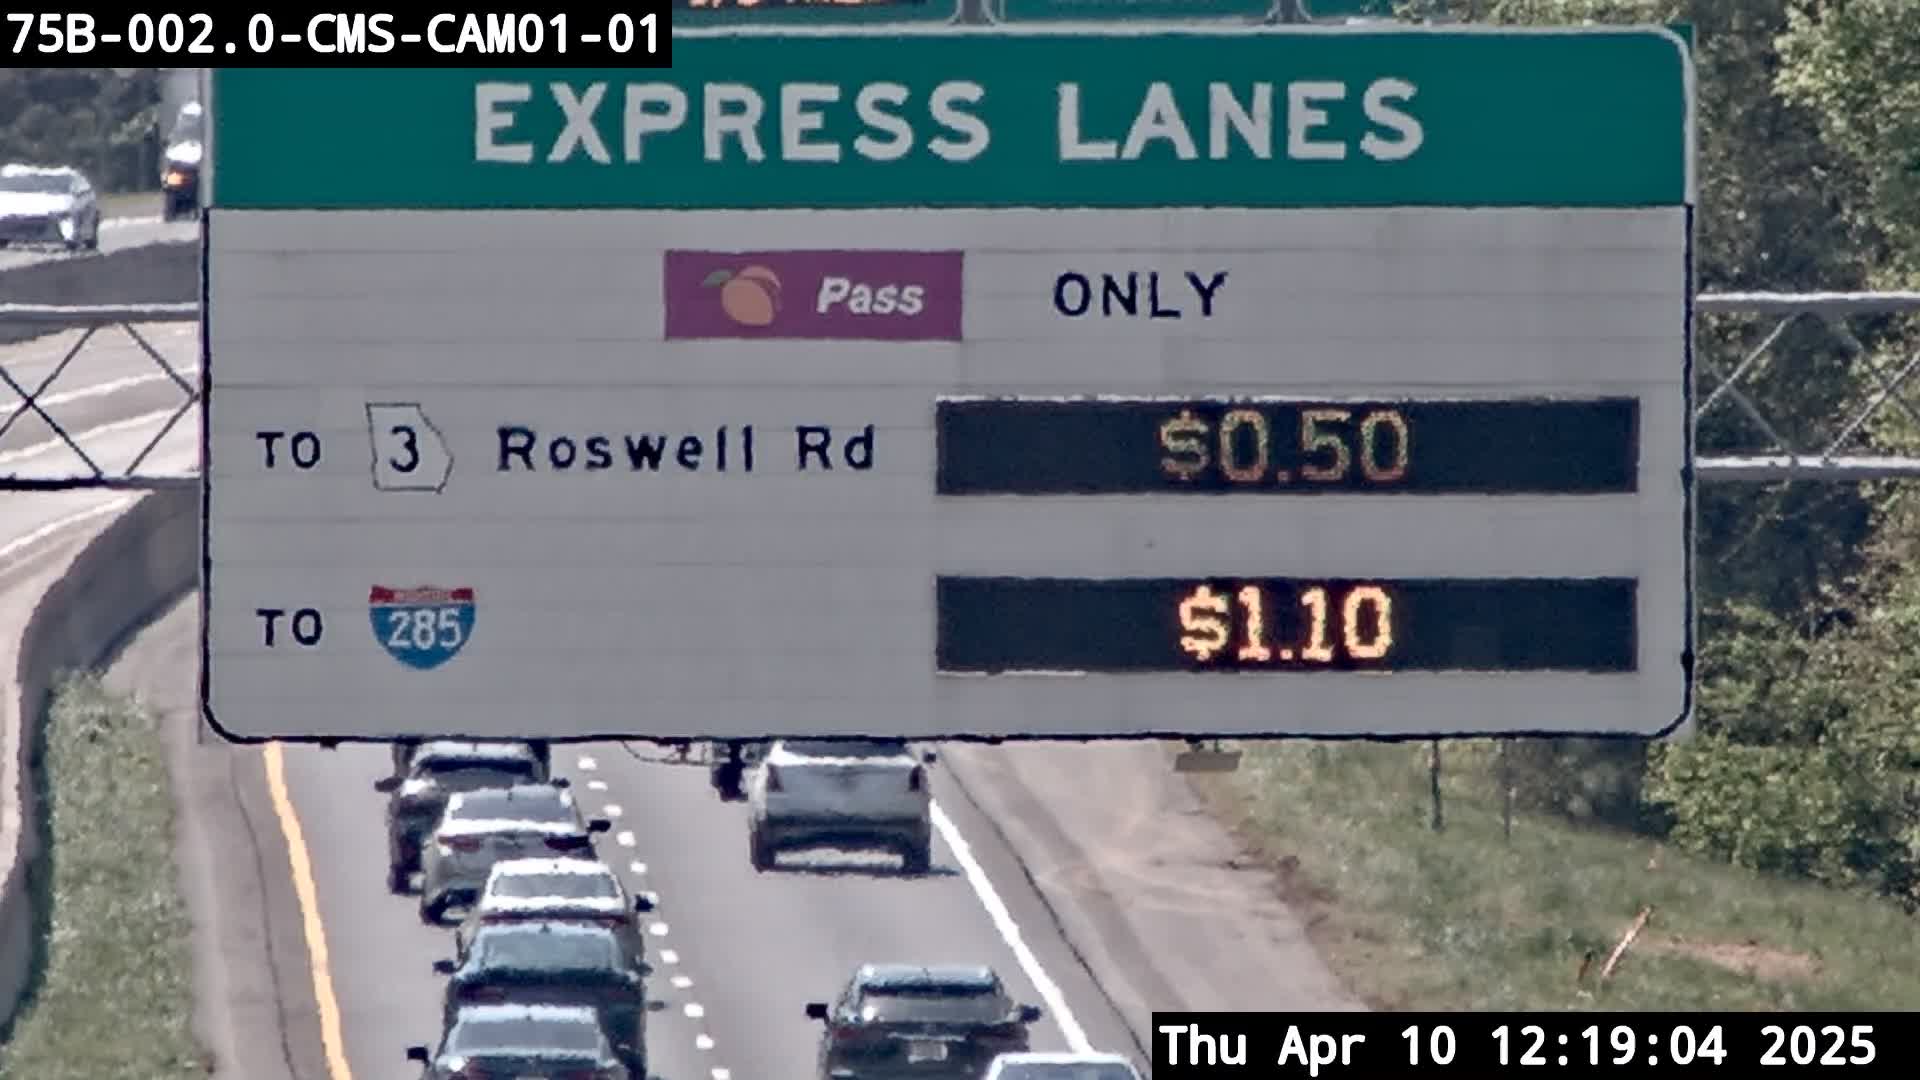 75B-002.0-CMS-CAM01-01
EXPRESS LANES
Pass ONLY
TO 3 Roswell Rd $0.50
TO 285 $1.10
Thu Apr 10 12:19:04 2025